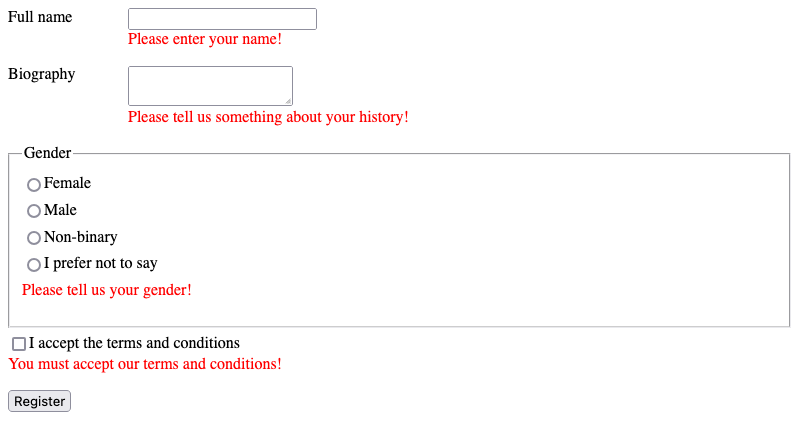 Full name
Please enter your name!
Biography
Please tell us something about your history!
Gender
Female
Male
Non-binary
I prefer not to say
Please tell us your gender!
I accept the terms and conditions
You must accept our terms and conditions!
Register